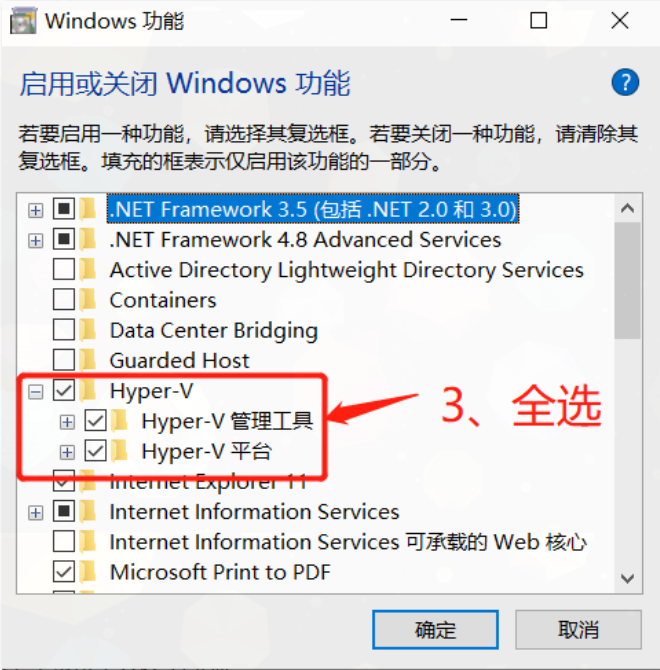 Windows 功能
启用或关闭 Windows 功能
?
若要启用一种功能，请选择其复选框。若要关闭一种功能，请清除其
复选框。填充的框表示仅启用该功能的一部分。
.NET Framework 3.5 (包括 .NET 2.0 和 3.0)
.NET Framework 4.8 Advanced Services
Active Directory Lightweight Directory Services
Containers
Data Center Bridging
Guarded Host
Hyper-V
Hyper-V 管理工具
3、全选
Hyper-V 平台
Internet Explorer 11
Internet Information Services
Internet Information Services 可承载的 Web 核心
Microsoft Print to PDF
确定
取消